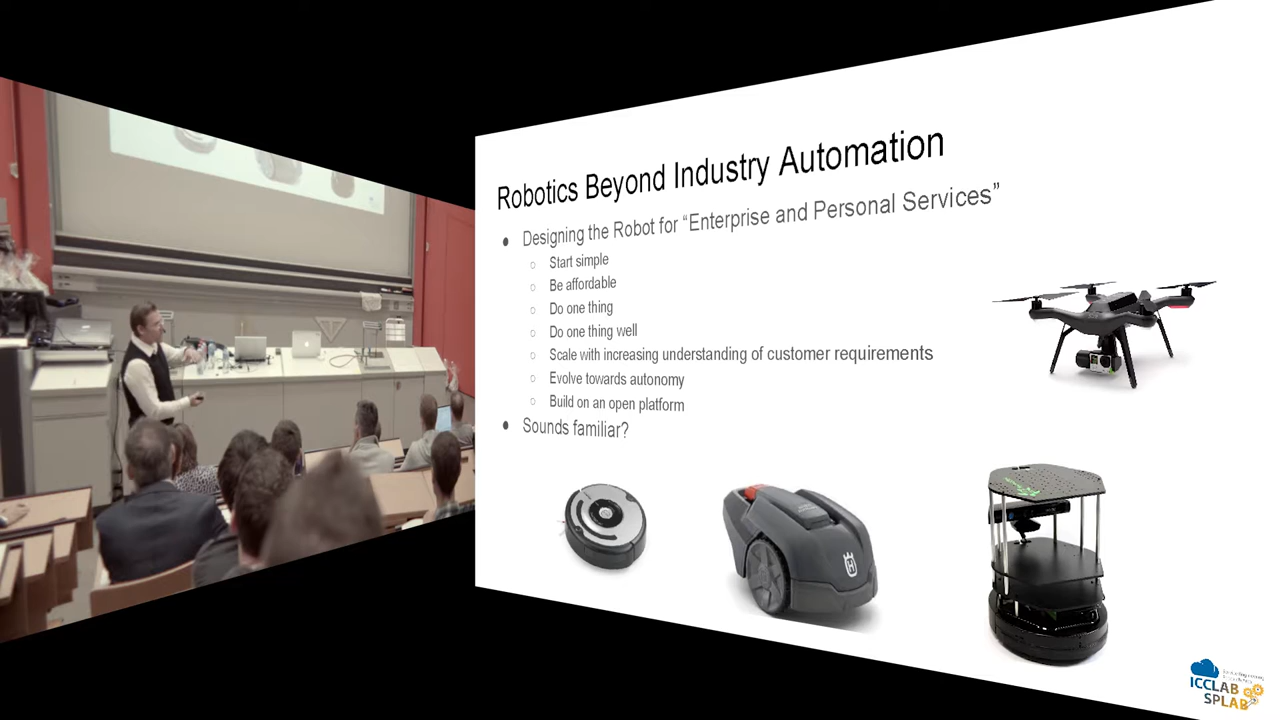 Robotics Beyond Industry Automation
● Designing the Robot for “Enterprise and Personal Services”
○ Start simple
○ Be affordable
○ Do one thing
○ Do one thing well
○ Scale with increasing understanding of customer requirements
○ Evolve towards autonomy
○ Build on an open platform
● Sounds familiar?
ICCLAB
SPLAB